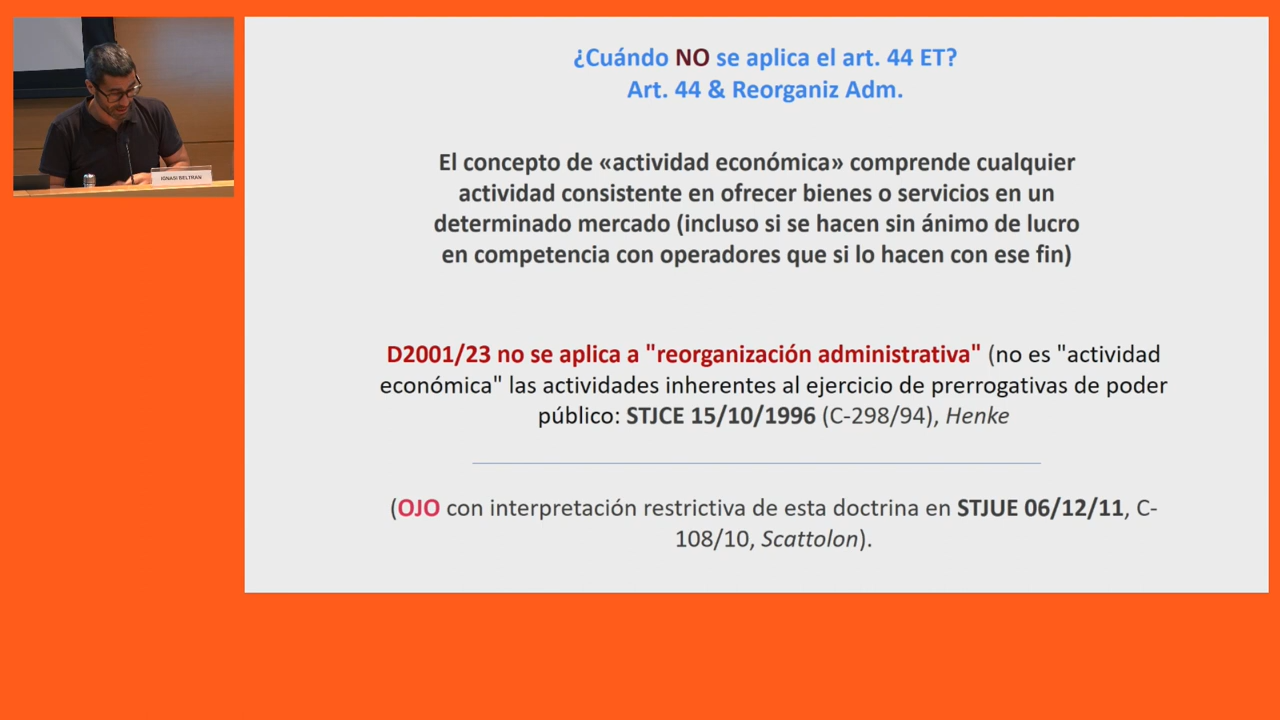 IGNASI BELTRAN
¿Cuándo NO se aplica el art. 44 ET?
Art. 44 & Reorganiz Adm.
El concepto de «actividad económica» comprende cualquier
actividad consistente en ofrecer bienes o servicios en un
determinado mercado (incluso si se hacen sin ánimo de lucro
en competencia con operadores que si lo hacen con ese fin)
D2001/23 no se aplica a "reorganización administrativa" (no es "actividad
económica" las actividades inherentes al ejercicio de prerrogativas de poder
público: STJCE 15/10/1996 (C-298/94), Henke
(OJO con interpretación restrictiva de esta doctrina en STJUE 06/12/11, C-
108/10, Scattolon).